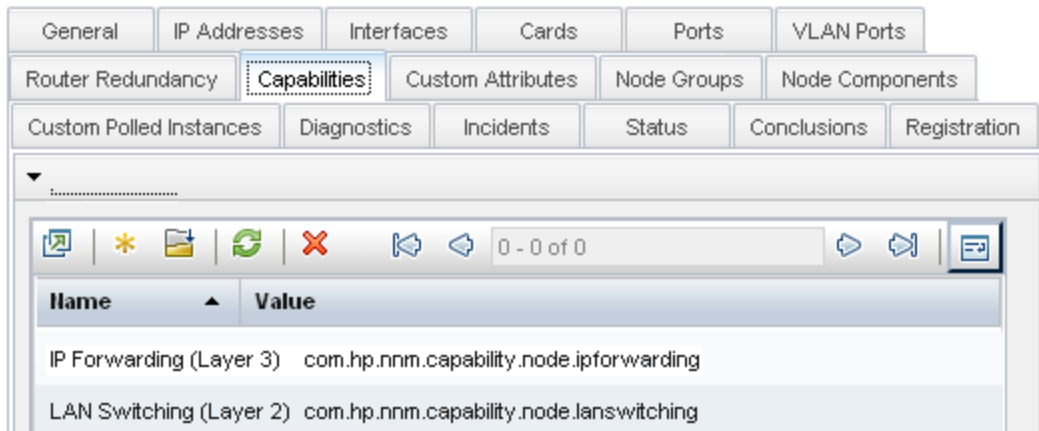 General IP Addresses Interfaces Cards Ports VLAN Ports
Router Redundancy Capabilities Custom Attributes Node Groups Node Components
Custom Polled Instances Diagnostics Incidents Status Conclusions Registration
0 - 0 of 0
Name Value
IP Forwarding (Layer 3) com.hp.nnm.capability.node.ipforwarding
LAN Switching (Layer 2) com.hp.nnm.capability.node.lanswitching